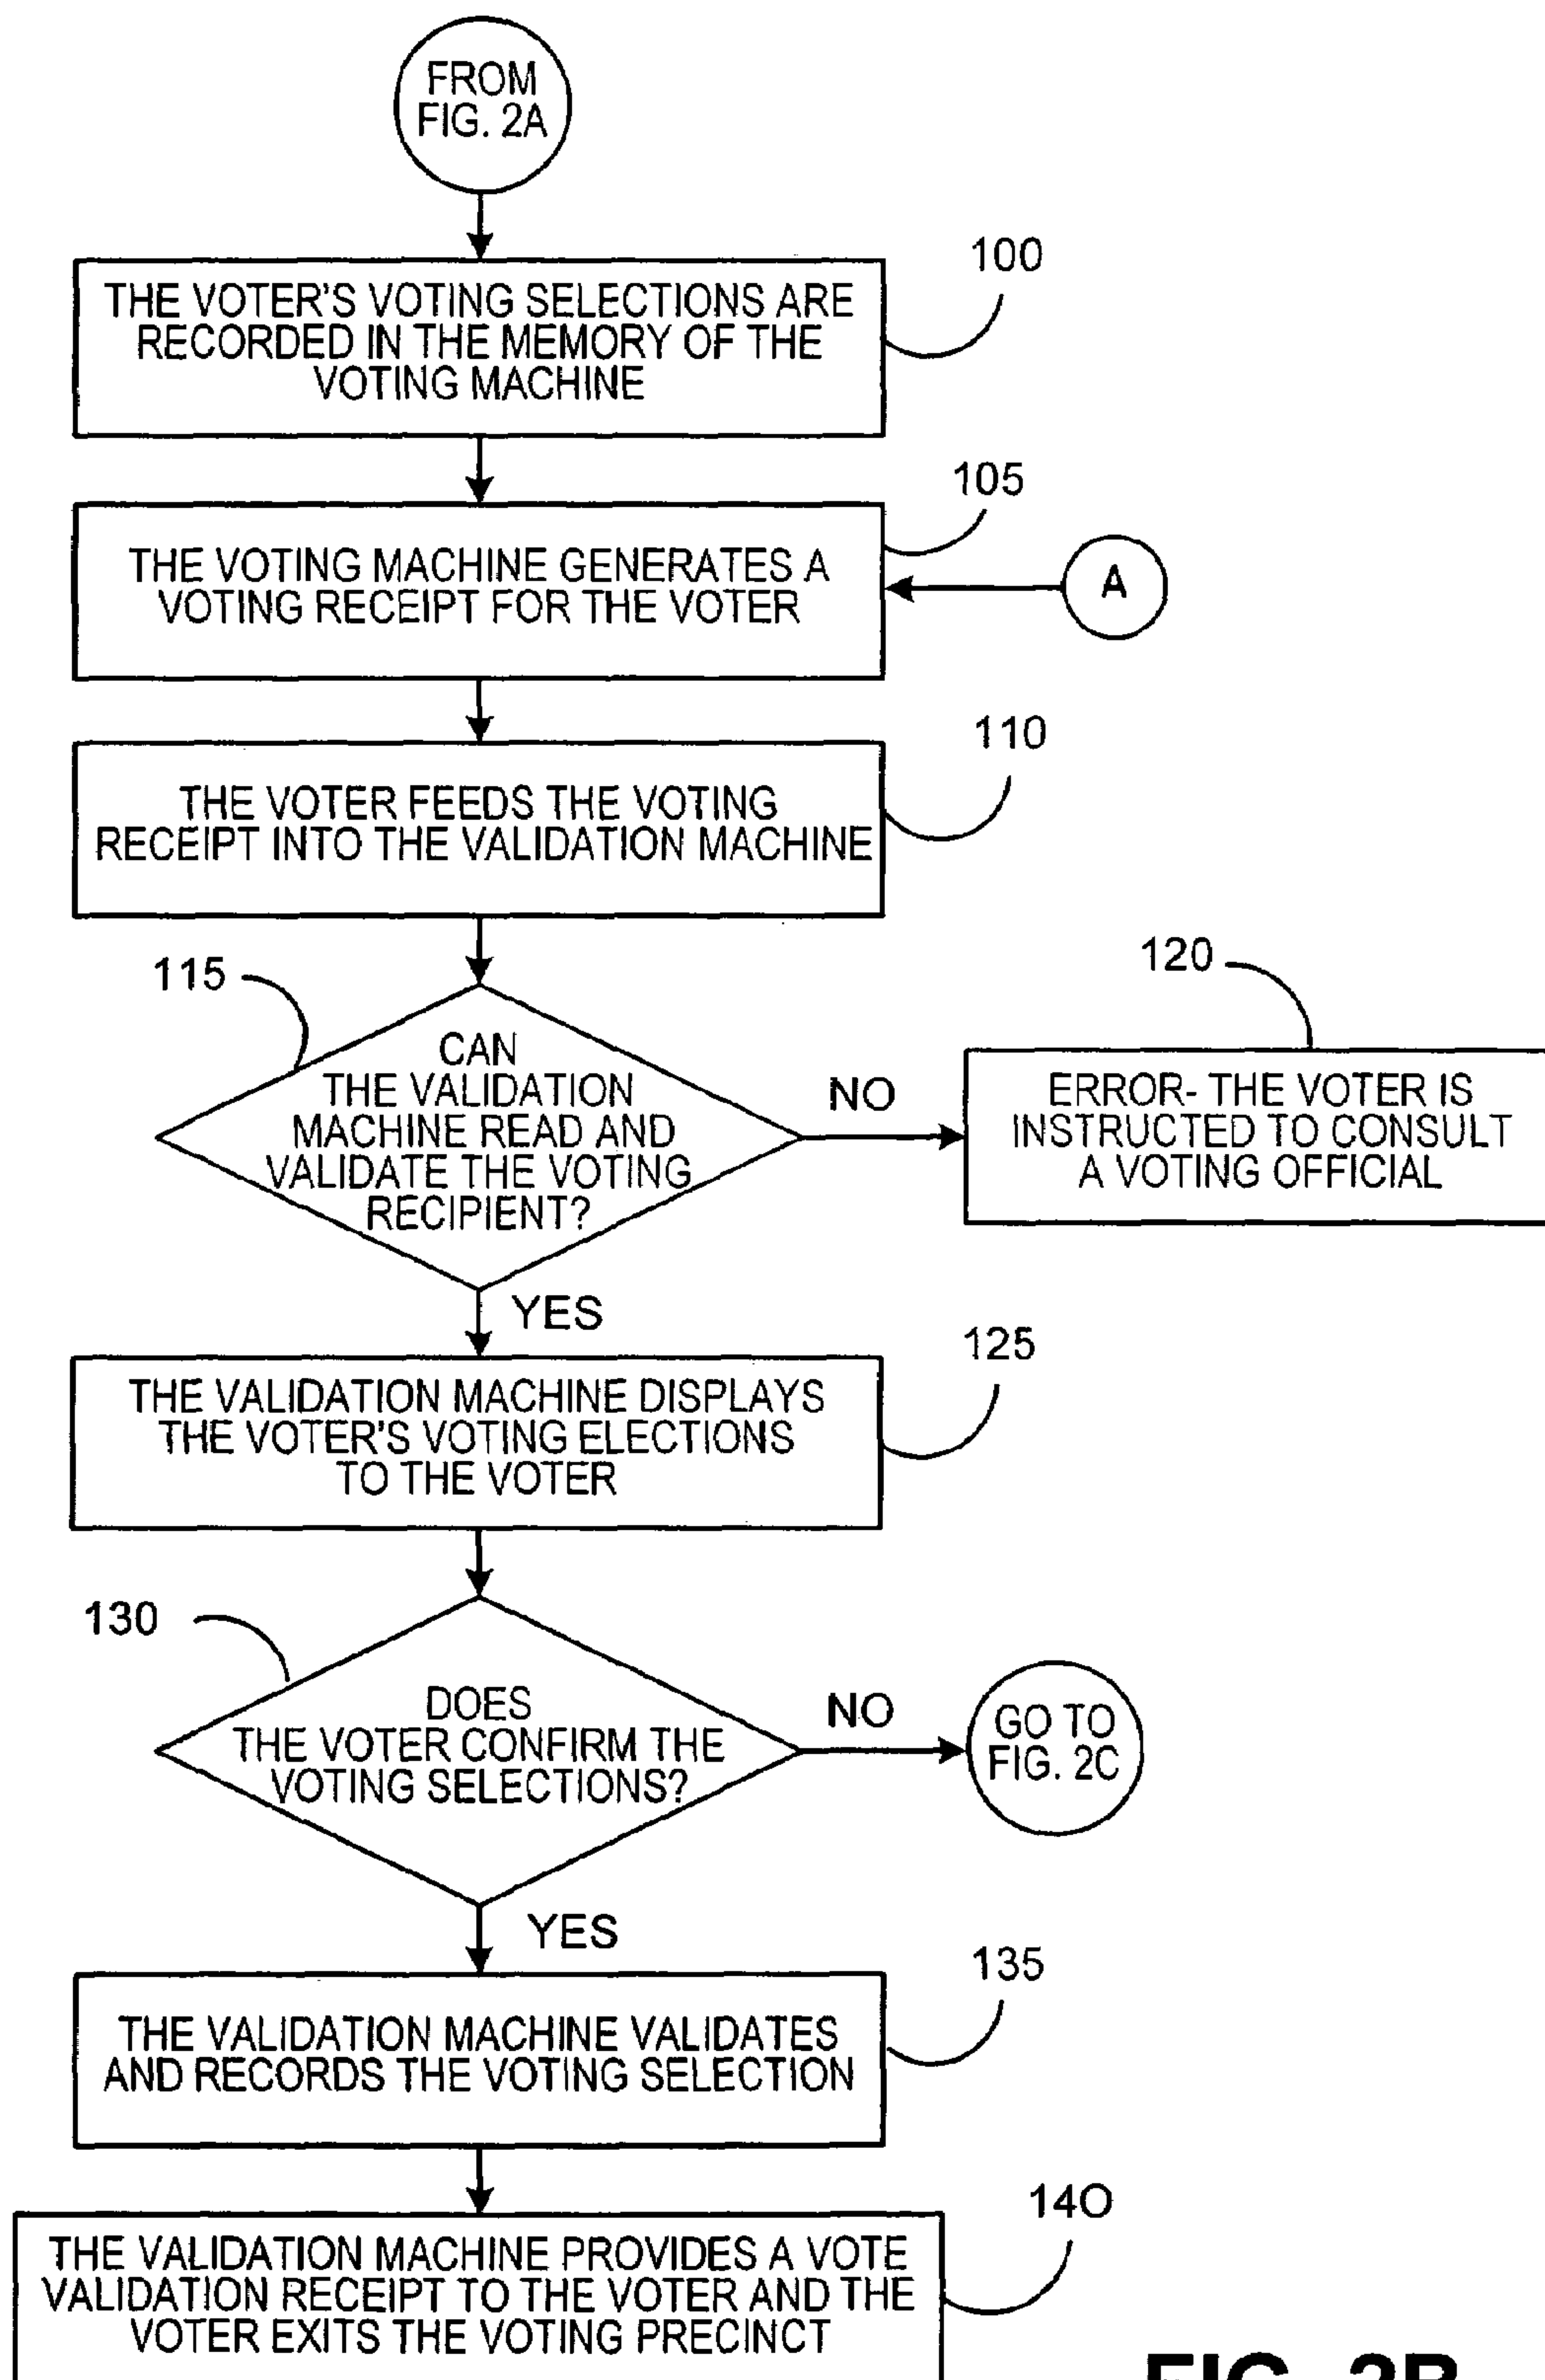 FROM
FIG. 2A
100
THE VOTER'S VOTING SELECTIONS ARE
RECORDED IN THE MEMORY OF THE
VOTING MACHINE
105
THE VOTING MACHINE GENERATES A
VOTING RECEIPT FOR THE VOTER
A
110
THE VOTER FEEDS THE VOTING
RECEIPT INTO THE VALIDATION MACHINE
115
CAN
THE VALIDATION
MACHINE READ AND
VALIDATE THE VOTING
RECIPIENT?
NO
120
ERROR- THE VOTER IS
INSTRUCTED TO CONSULT
A VOTING OFFICIAL
YES
125
THE VALIDATION MACHINE DISPLAYS
THE VOTER'S VOTING ELECTIONS
TO THE VOTER
130
DOES
THE VOTER CONFIRM THE
VOTING SELECTIONS?
NO
GO TO
FIG. 2C
YES
135
THE VALIDATION MACHINE VALIDATES
AND RECORDS THE VOTING SELECTION
140
THE VALIDATION MACHINE PROVIDES A VOTE
VALIDATION RECEIPT TO THE VOTER AND THE
VOTER EXITS THE VOTING PRECINCT
FIG. 2B